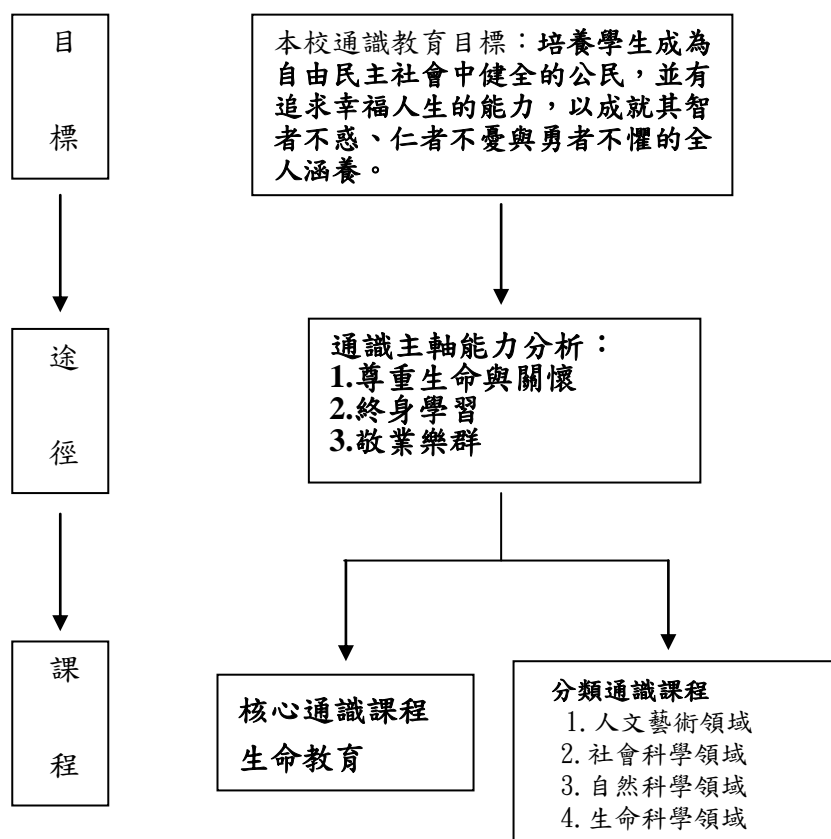 目
標
本校通識教育目標：培養學生成為
自由民主社會中健全的公民，並有
追求幸福人生的能力，以成就其智
者不惑、仁者不憂與勇者不懼的全
人涵養。
途
徑
通識主軸能力分析：
1.尊重生命與關懷
2.終身學習
3.敬業樂群
課
程
核心通識課程
生命教育
分類通識課程
1.人文藝術領域
2.社會科學領域
3.自然科學領域
4.生命科學領域